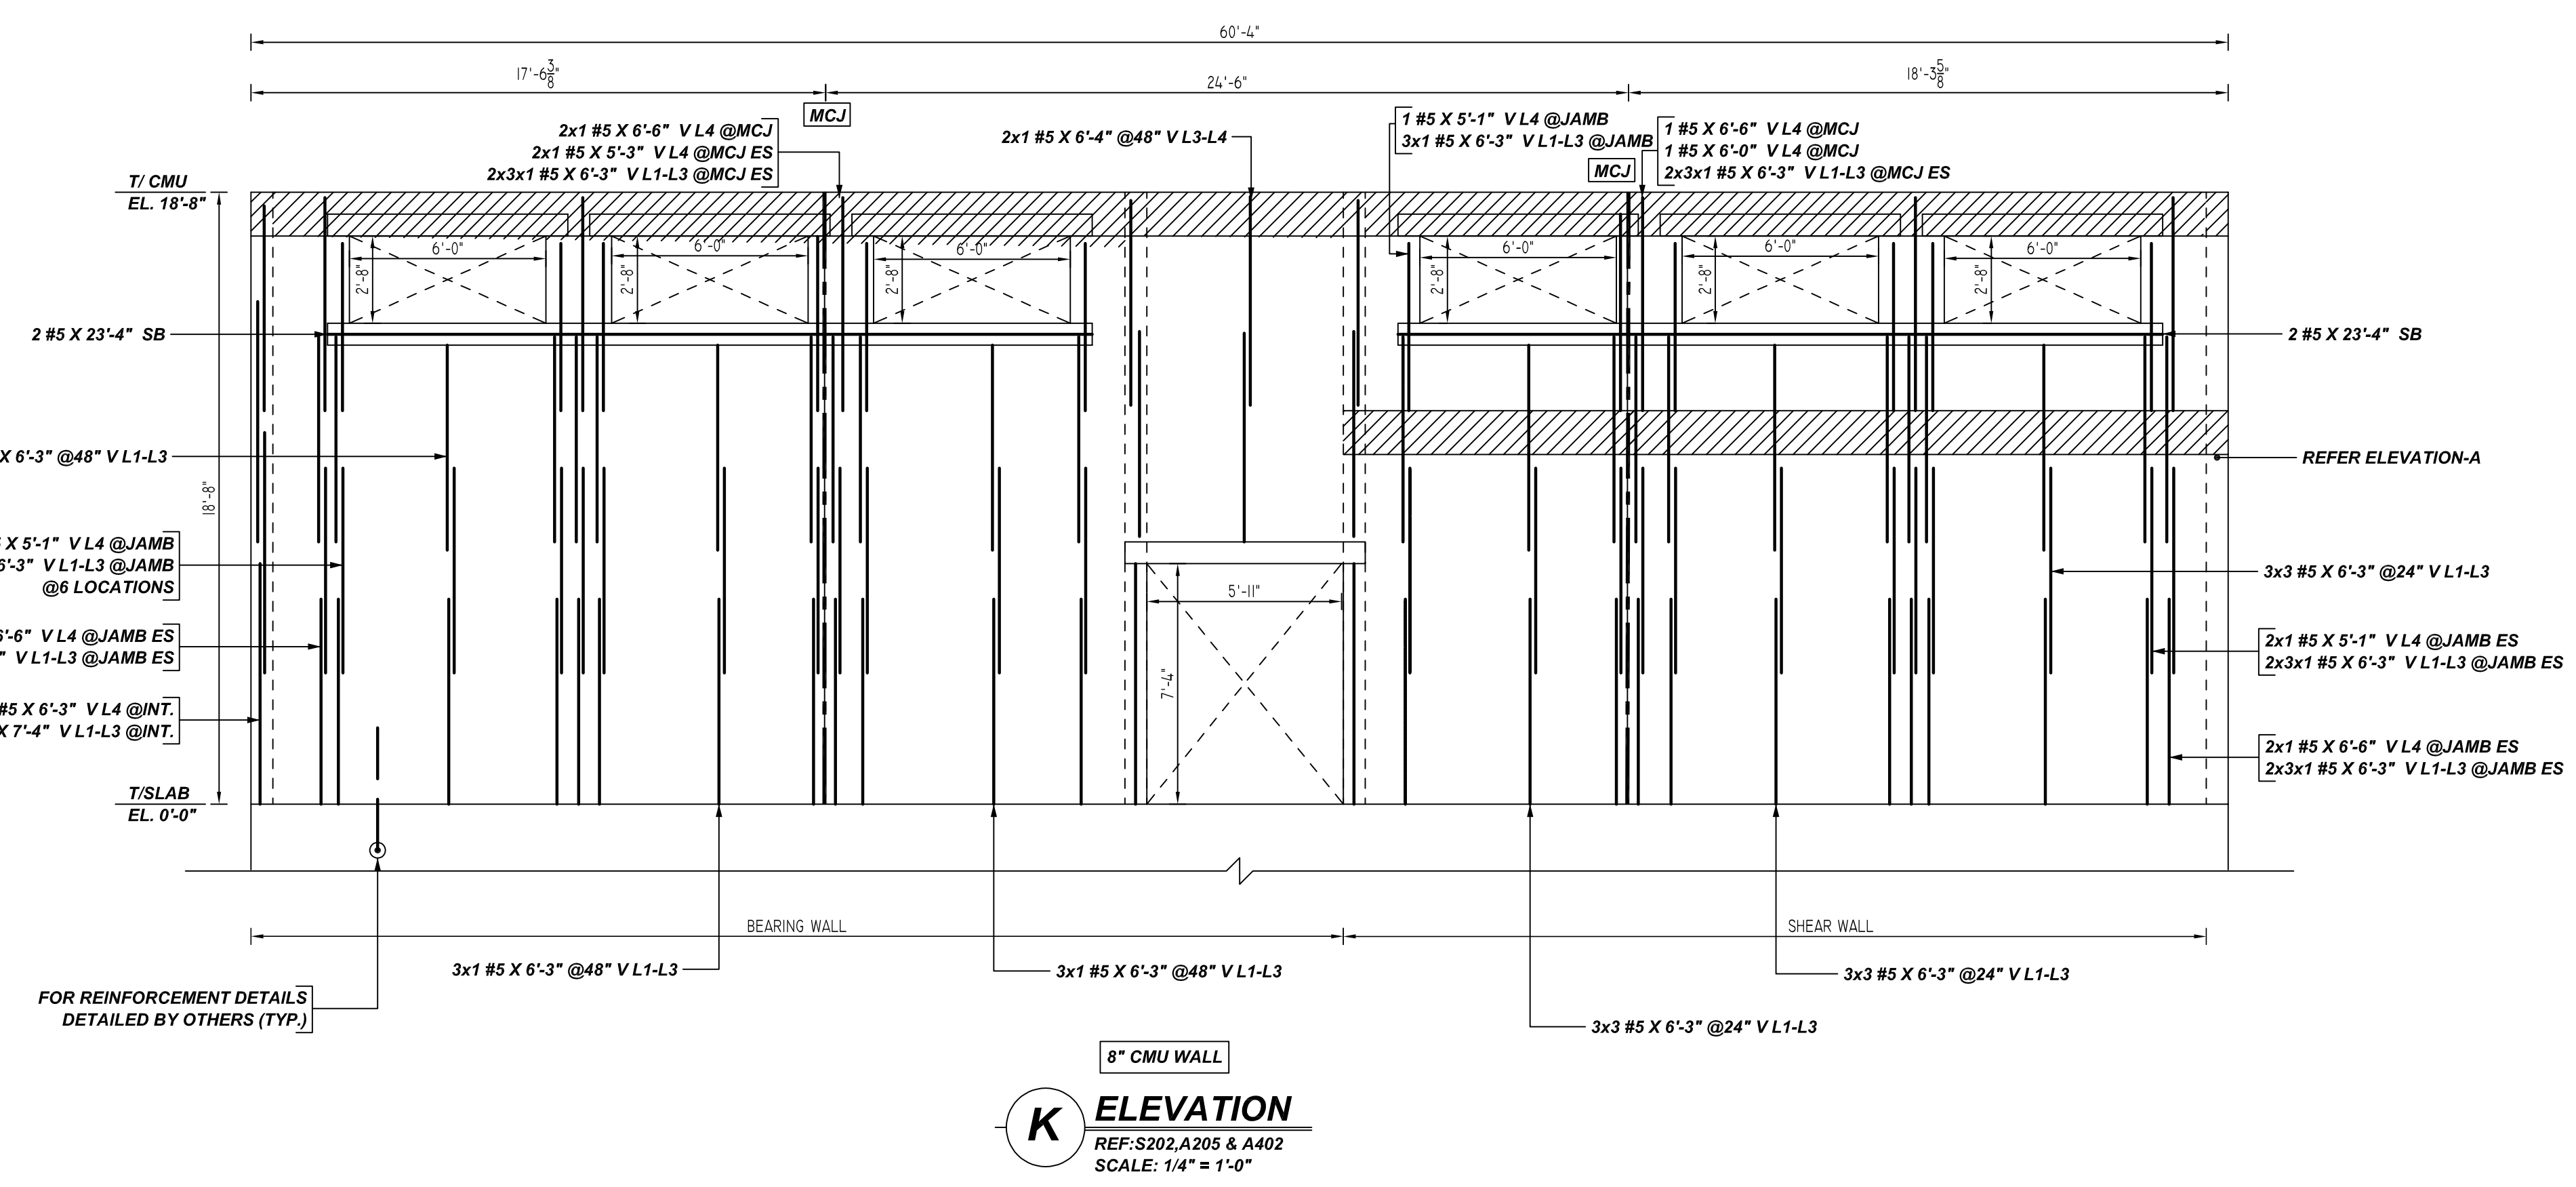 60'-4"
17'-6 3/8"
24'-6"
18'-3 5/8"
MCJ
2x1 #5 X 6'-6" V L4 @MCJ
2x1 #5 X 5'-3" V L4 @MCJ ES
2x3x1 #5 X 6'-3" V L1-L3 @MCJ ES
2x1 #5 X 6'-4" @48" V L3-L4
1 #5 X 5'-1" V L4 @JAMB
3x1 #5 X 6'-3" V L1-L3 @JAMB
MCJ
1 #5 X 6'-6" V L4 @MCJ
1 #5 X 6'-0" V L4 @MCJ
2x3x1 #5 X 6'-3" V L1-L3 @MCJ ES
T/ CMU
EL. 18'-8"
6'-0"
6'-0"
6'-0"
6'-0"
6'-0"
6'-0"
2'-8"
2'-8"
2'-8"
2'-8"
2'-8"
2'-8"
2 #5 X 23'-4" SB
2 #5 X 23'-4" SB
X 6'-3" @48" V L1-L3
REFER ELEVATION-A
18'-8"
X 5'-1" V L4 @JAMB
6'-3" V L1-L3 @JAMB
@6 LOCATIONS
3x3 #5 X 6'-3" @24" V L1-L3
5'-11"
7'-4"
6'-6" V L4 @JAMB ES
" V L1-L3 @JAMB ES
2x1 #5 X 5'-1" V L4 @JAMB ES
2x3x1 #5 X 6'-3" V L1-L3 @JAMB ES
#5 X 6'-3" V L4 @INT.
X 7'-4" V L1-L3 @INT.
2x1 #5 X 6'-6" V L4 @JAMB ES
2x3x1 #5 X 6'-3" V L1-L3 @JAMB ES
T/SLAB
EL. 0'-0"
BEARING WALL
SHEAR WALL
3x1 #5 X 6'-3" @48" V L1-L3
3x1 #5 X 6'-3" @48" V L1-L3
3x3 #5 X 6'-3" @24" V L1-L3
FOR REINFORCEMENT DETAILS
DETAILED BY OTHERS (TYP.)
3x3 #5 X 6'-3" @24" V L1-L3
8" CMU WALL
K
ELEVATION
REF:S202,A205 & A402
SCALE: 1/4" = 1'-0"